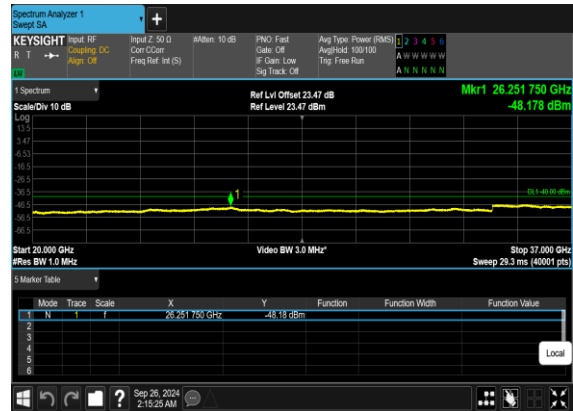 Spectrum Analyzer 1
Swept SA
+
KEYSIGHT
R T
LW
Input: RF
Coupling: DC
Align: Off
Input Z: 50 Ω
Corr CCorr
Freq Ref: Int (S)
#Atten: 10 dB
PNO: Fast
Gate: Off
IF Gain: Low
Sig Track: Off
Avg Type: Power (RMS)
Avg|Hold: 100/100
Trig: Free Run
1 2 3 4 5 6
A W W W W W
A N N N N N
1 Spectrum
Scale/Div 10 dB
Log
Ref Lvl Offset 23.47 dB
Ref Level 23.47 dBm
Mkr1 26.251 750 GHz
-48.178 dBm
13.5
3.47
-6.53
-16.5
-26.5
-36.5
-46.5
-56.5
-66.5
1
DL1 -40.00 dBm
Start 20.000 GHz
#Res BW 1.0 MHz
Video BW 3.0 MHz*
Stop 37.000 GHz
Sweep 29.3 ms (40001 pts)
5 Marker Table
Mode Trace Scale X Y Function Function Width Function Value
1 N 1 f 26.251 750 GHz -48.18 dBm
2
3
4
5
6
Local
?
Sep 26, 2024
2:15:25 AM